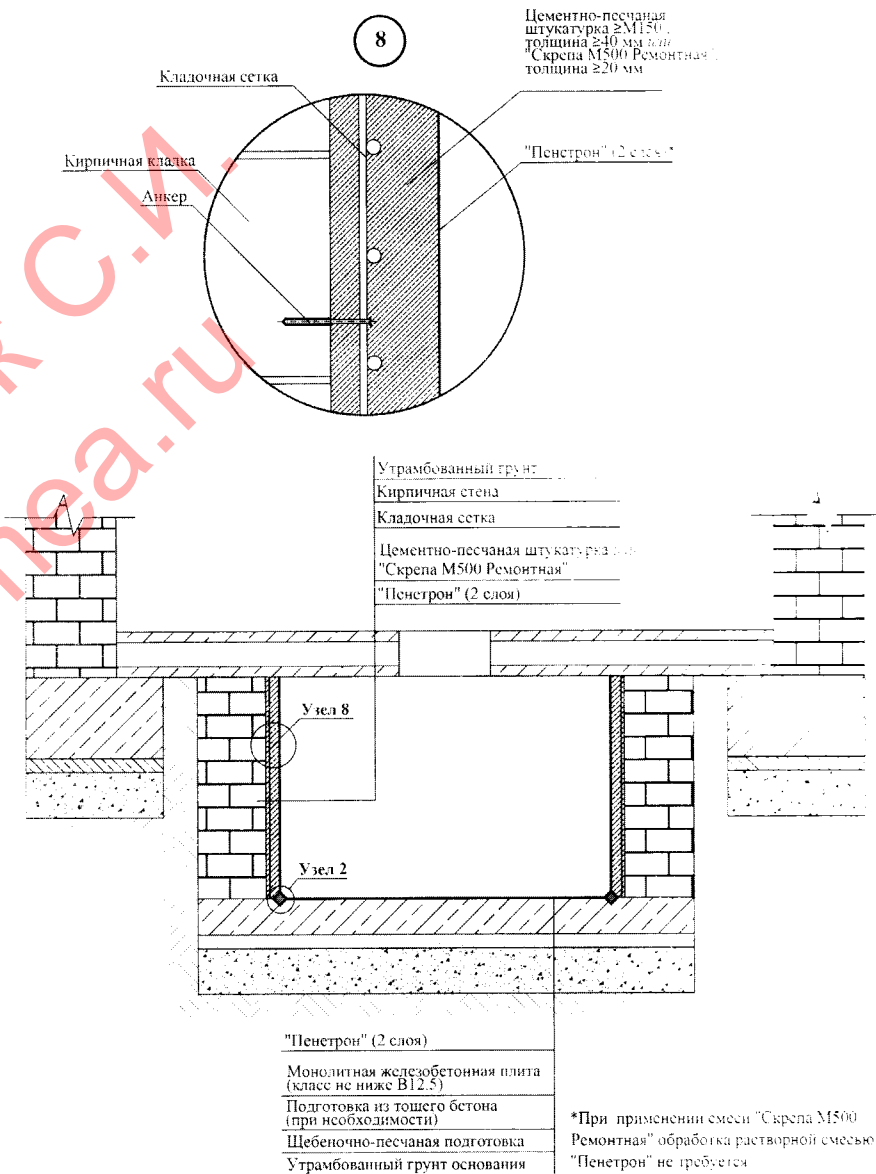 8
Цементно-песчаная
штукатурка ≥М150,
толщина ≥40 мм или
"Скрепа М500 Ремонтная",
толщина ≥20 мм
Кладочная сетка
"Пенетрон" (2 слоя)*
Кирпичная кладка
Анкер
к С.И.
mea.ru
Утрамбованный грунт
Кирпичная стена
Кладочная сетка
Цементно-песчаная штукатурка
"Скрепа М500 Ремонтная"
"Пенетрон" (2 слоя)
Узел 8
Узел 2
"Пенетрон" (2 слоя)
Монолитная железобетонная плита
(класс не ниже В12.5)
Подготовка из тощего бетона
(при необходимости)
Щебеночно-песчаная подготовка
Утрамбованный грунт основания
*При применении смеси "Скрепа М500
Ремонтная" обработка растворной смесью
"Пенетрон" не требуется